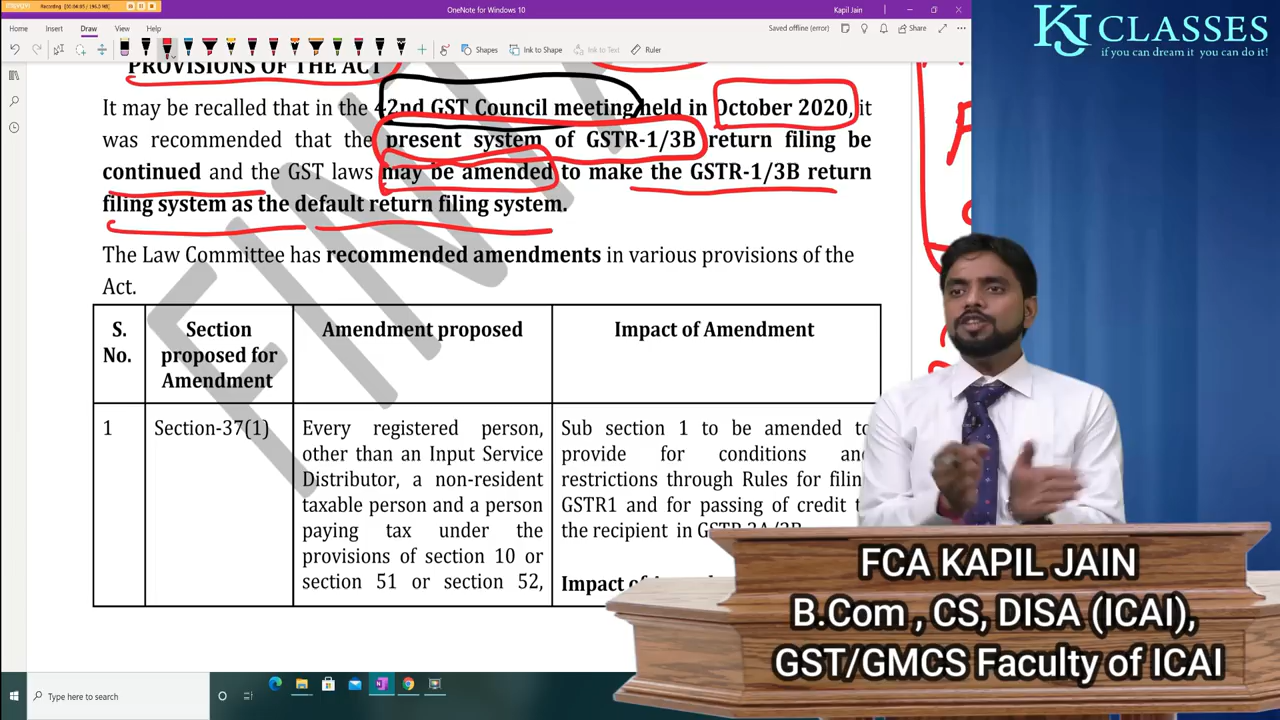 Recording
OneNote for Windows 10
Kapil Jain
Home Insert Draw View Help
Saved offline (error) Share
Shapes Ink to Shape Ink to Text Ruler
KJ CLASSES
if you can dream it you can do it!
PROVISIONS OF THE ACT
It may be recalled that in the 42nd GST Council meeting held in October 2020, it
was recommended that the present system of GSTR-1/3B return filing be
continued and the GST laws may be amended to make the GSTR-1/3B return
filing system as the default return filing system.
The Law Committee has recommended amendments in various provisions of the
Act.
S. No.
Section proposed for Amendment
Amendment proposed
Impact of Amendment
1
Section-37(1)
Every registered person,
other than an Input Service
Distributor, a non-resident
taxable person and a person
paying tax under the
provisions of section 10 or
section 51 or section 52,
Sub section 1 to be amended to
provide for conditions and
restrictions through Rules for filing
GSTR1 and for passing of credit
the recipient in
Impact of
FINAL
FCA KAPIL JAIN
B.Com , CS, DISA (ICAI),
GST/GMCS Faculty of ICAI
Type here to search